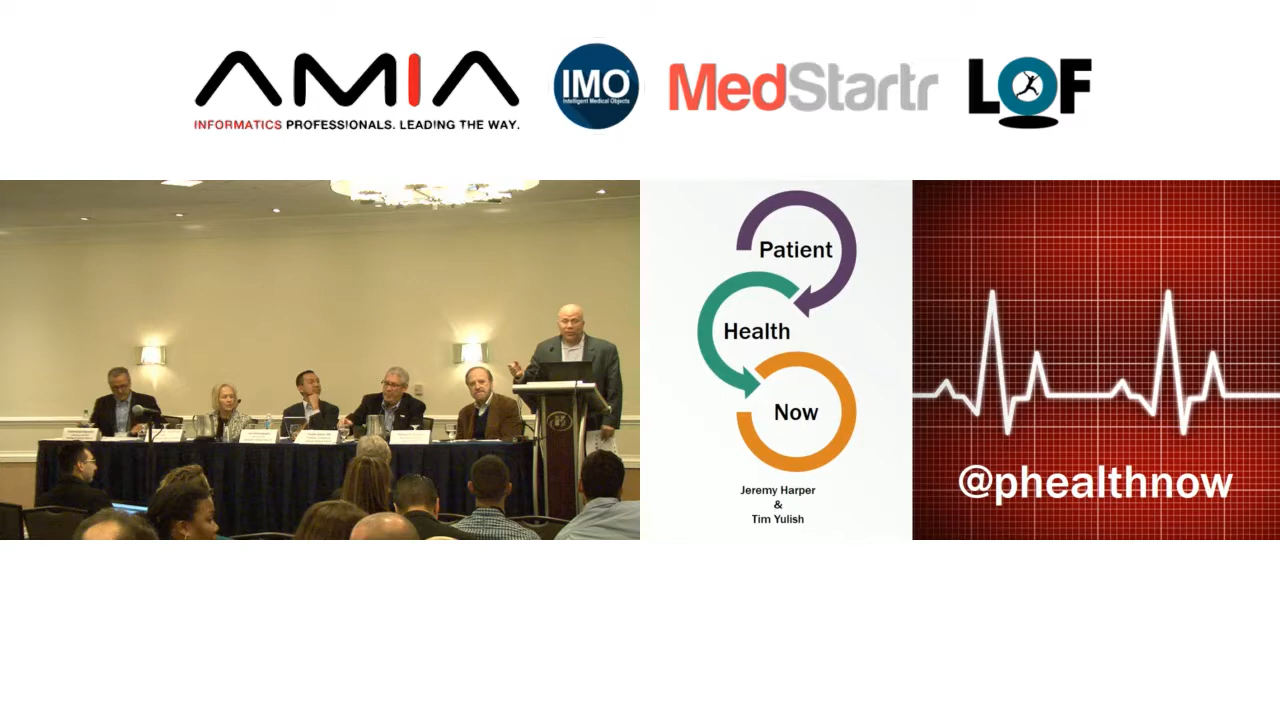 AMIA
INFORMATICS PROFESSIONALS. LEADING THE WAY.
IMO®
Intelligent Medical Objects
MedStartr
LOF
Patient
Health
Now
Jeremy Harper
&
Tim Yulish
@phealthnow